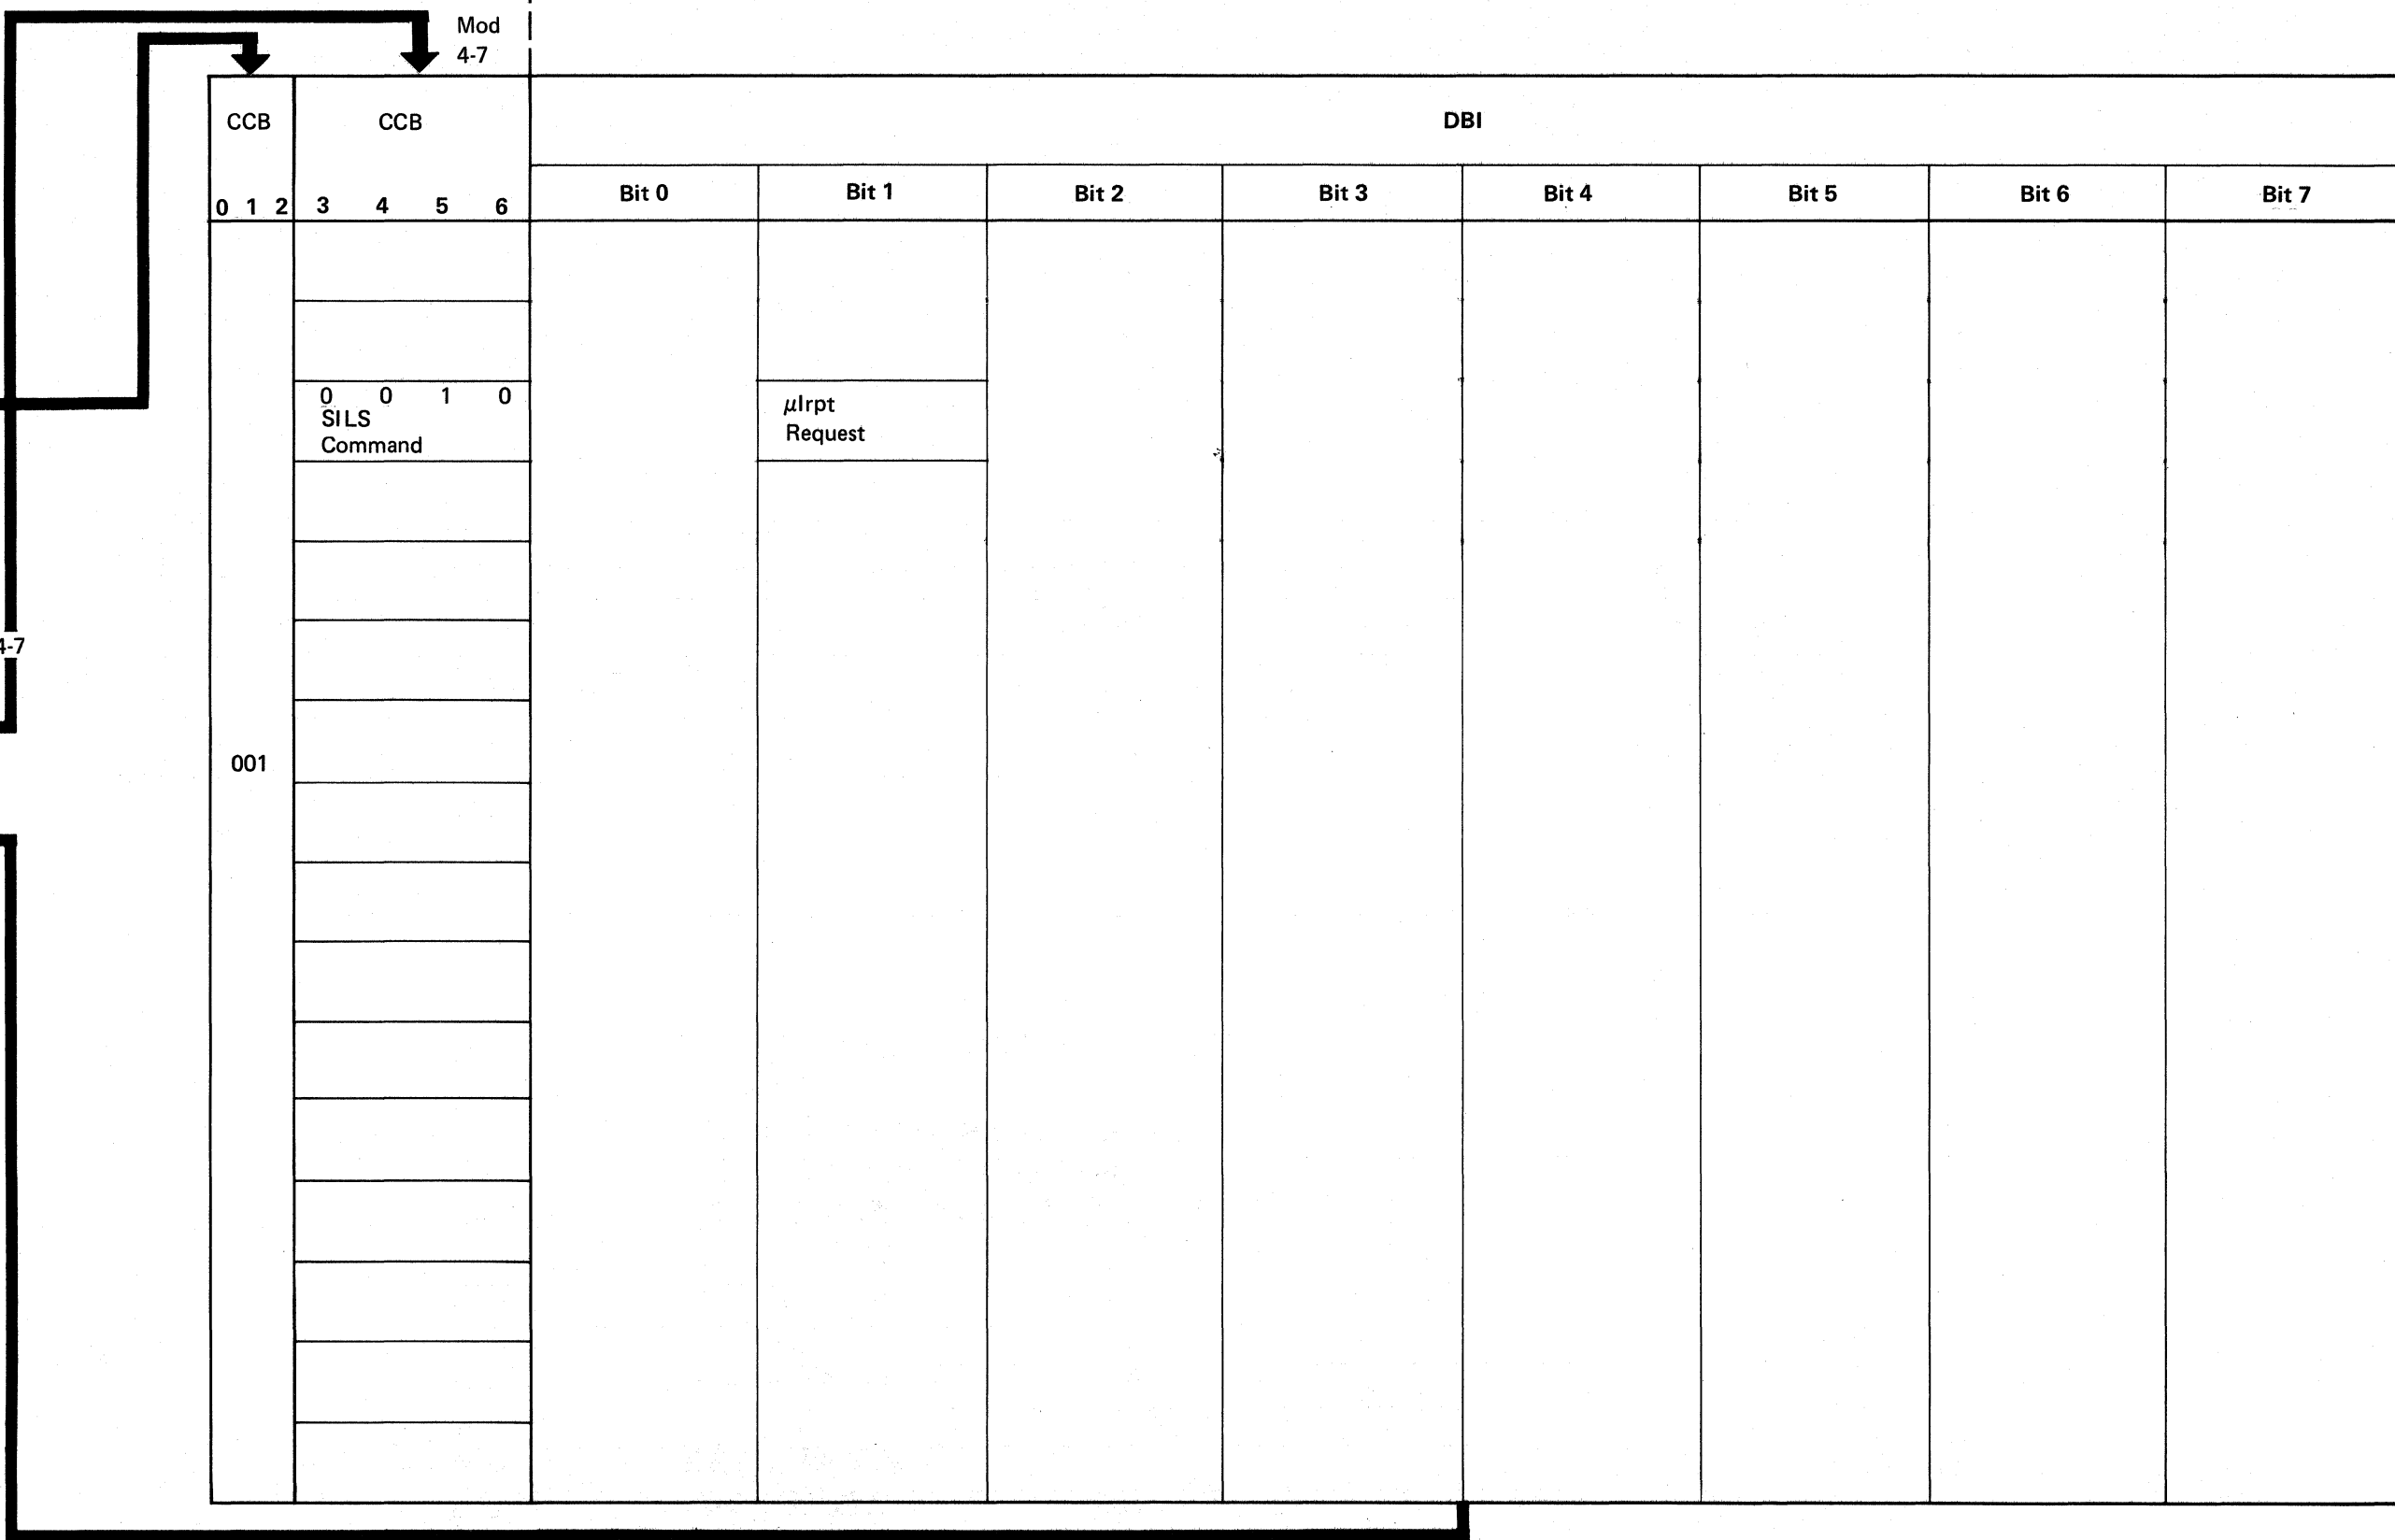 Mod
4-7
CCB CCB DBI
0 1 2 3 4 5 6 Bit 0 Bit 1 Bit 2 Bit 3 Bit 4 Bit 5 Bit 6 Bit 7
0 0 1 0
SILS
Command
μIrpt
Request
4-7
001